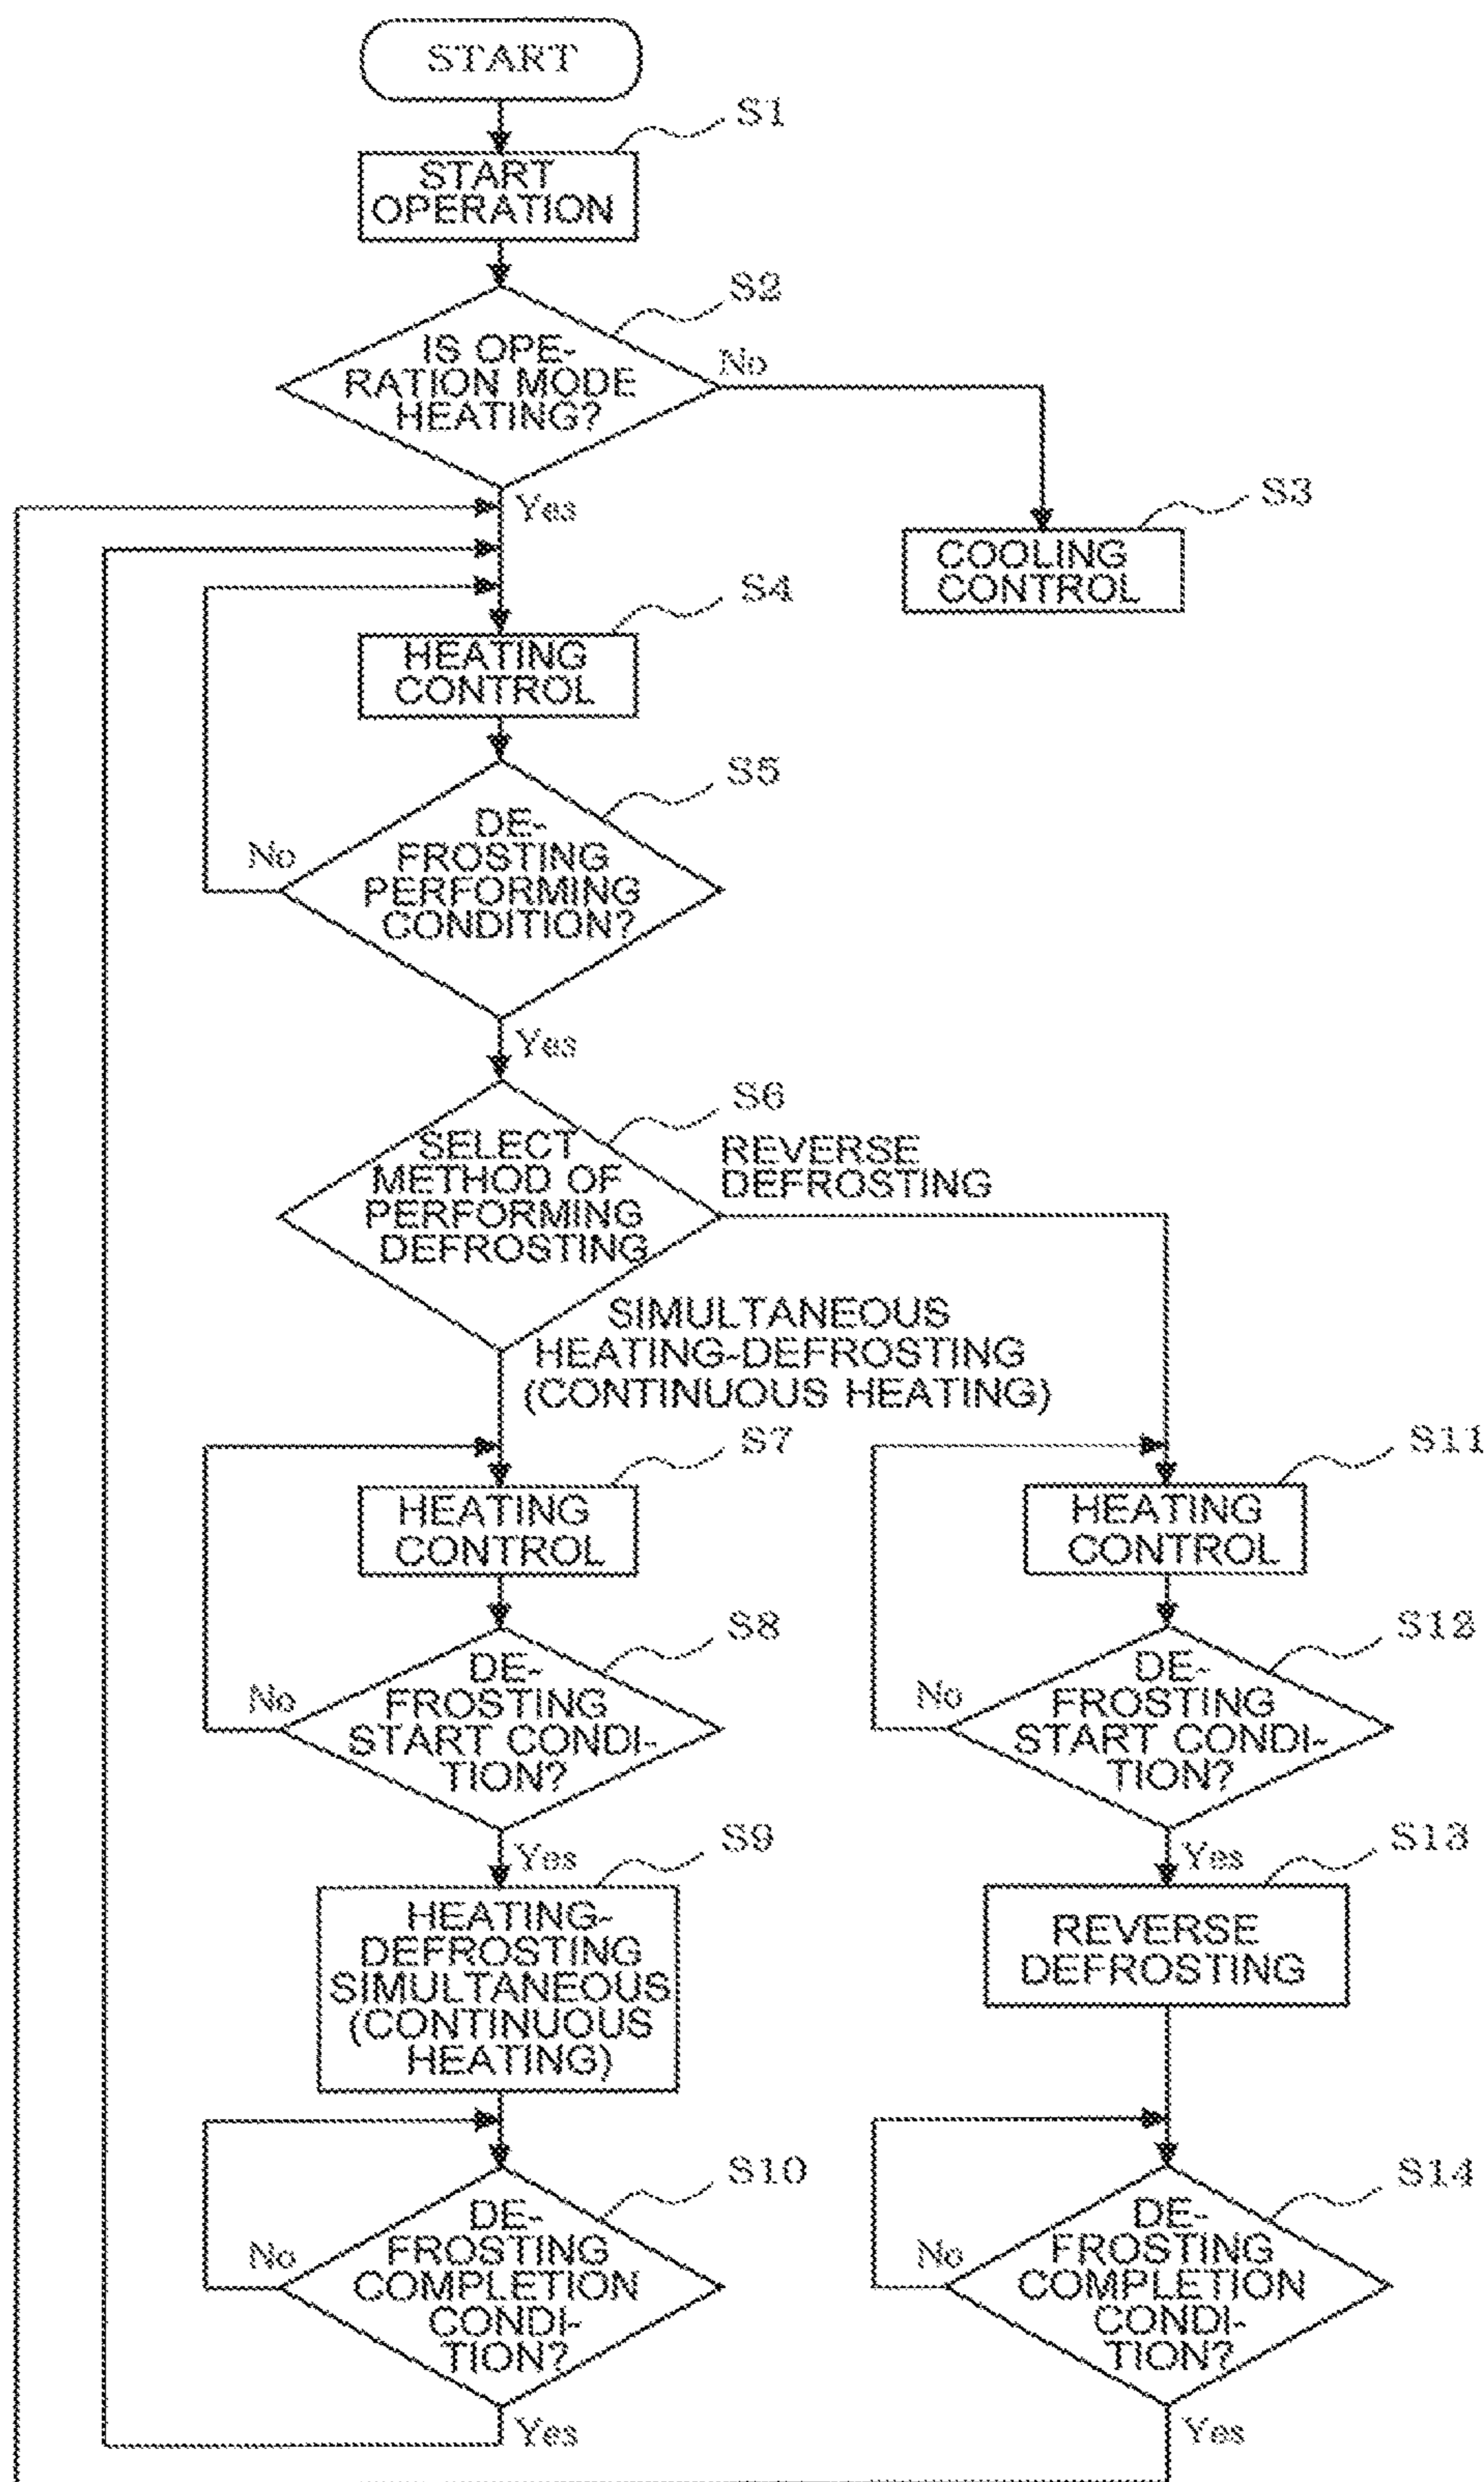 START
S1
START
OPERATION
S2
IS OPE-
RATION MODE
HEATING?
No
Yes
S3
COOLING
CONTROL
S4
HEATING
CONTROL
S5
DE-
FROSTING
PERFORMING
CONDITION?
No
Yes
S6
SELECT
METHOD OF
PERFORMING
DEFROSTING
REVERSE
DEFROSTING
SIMULTANEOUS
HEATING-DEFROSTING
(CONTINUOUS HEATING)
S7
HEATING
CONTROL
S8
DE-
FROSTING
START CONDI-
TION?
No
Yes
S9
HEATING-
DEFROSTING
SIMULTANEOUS
(CONTINUOUS
HEATING)
S10
DE-
FROSTING
COMPLETION
CONDI-
TION?
No
Yes
S11
HEATING
CONTROL
S12
DE-
FROSTING
START CONDI-
TION?
No
Yes
S13
REVERSE
DEFROSTING
S14
DE-
FROSTING
COMPLETION
CONDI-
TION?
No
Yes